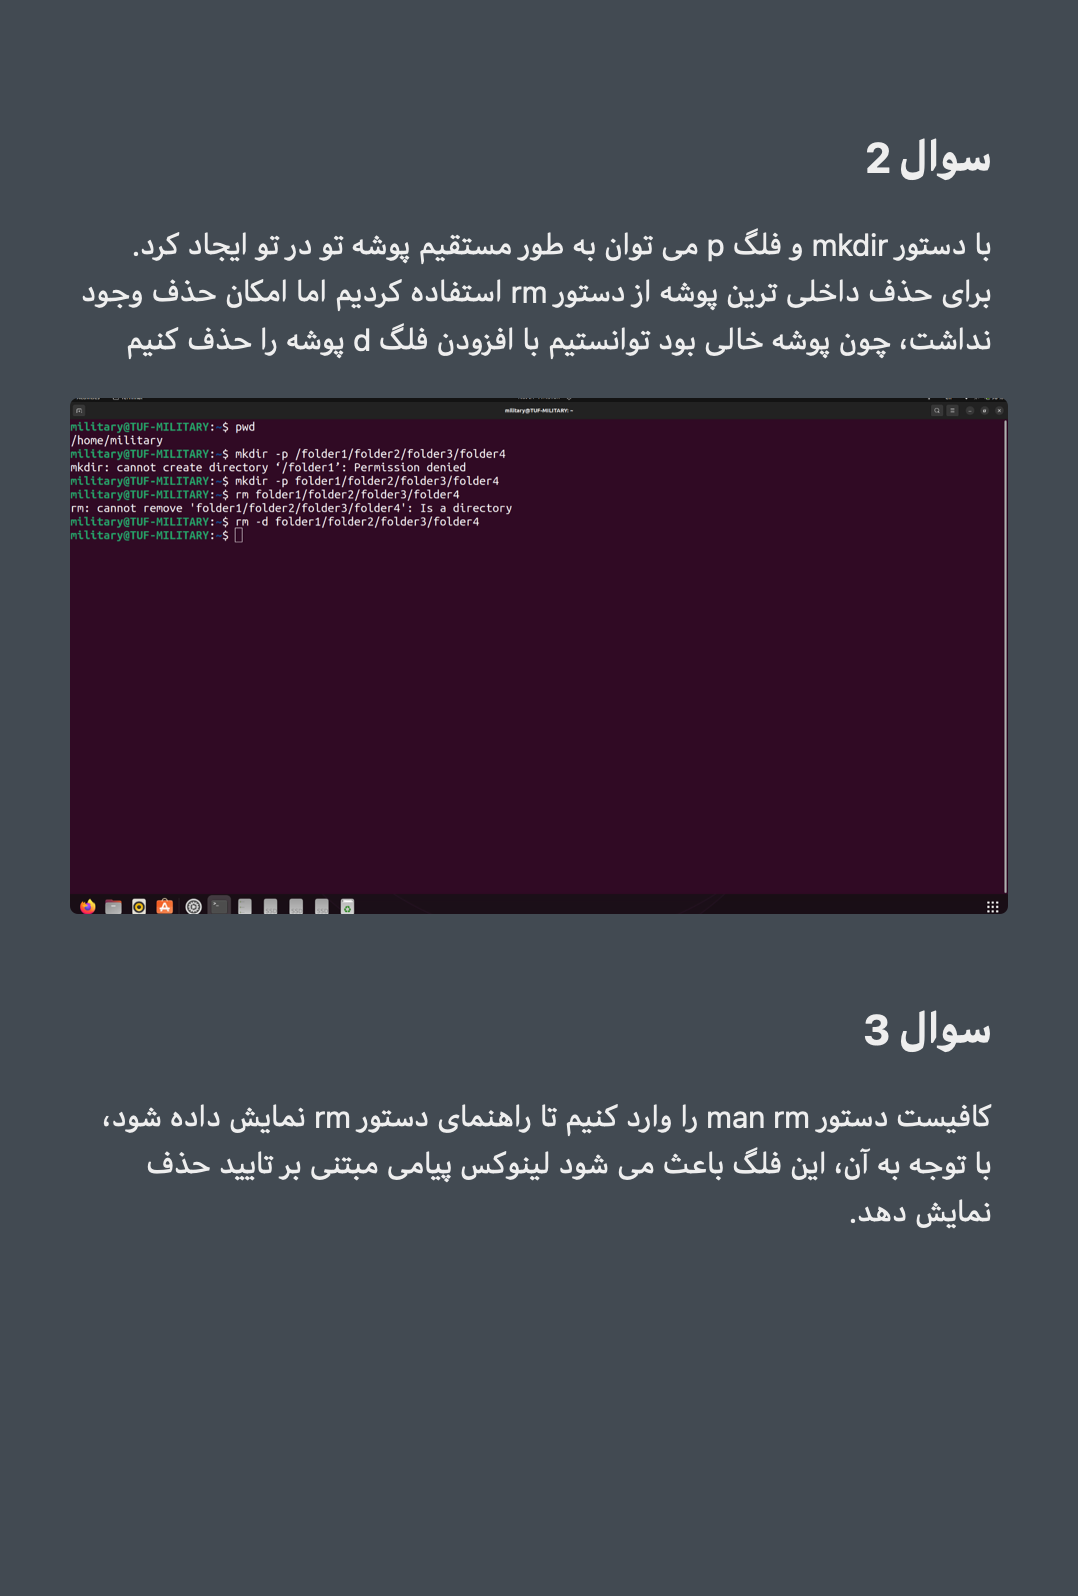 سوال 2
با دستور mkdir و فلگ p می توان به طور مستقیم پوشه تو در تو ایجاد کرد.
برای حذف داخلی ترین پوشه از دستور rm استفاده کردیم اما امکان حذف وجود
نداشت، چون پوشه خالی بود توانستیم با افزودن فلگ d پوشه را حذف کنیم
military@TUF-MILITARY: ~
military@TUF-MILITARY:~$ pwd
/home/military
military@TUF-MILITARY:~$ mkdir -p /folder1/folder2/folder3/folder4
mkdir: cannot create directory ‘/folder1’: Permission denied
military@TUF-MILITARY:~$ mkdir -p folder1/folder2/folder3/folder4
military@TUF-MILITARY:~$ rm folder1/folder2/folder3/folder4
rm: cannot remove 'folder1/folder2/folder3/folder4': Is a directory
military@TUF-MILITARY:~$ rm -d folder1/folder2/folder3/folder4
military@TUF-MILITARY:~$
سوال 3
کافیست دستور man rm را وارد کنیم تا راهنمای دستور rm نمایش داده شود،
با توجه به آن، این فلگ باعث می شود لینوکس پیامی مبتنی بر تایید حذف
نمایش دهد.